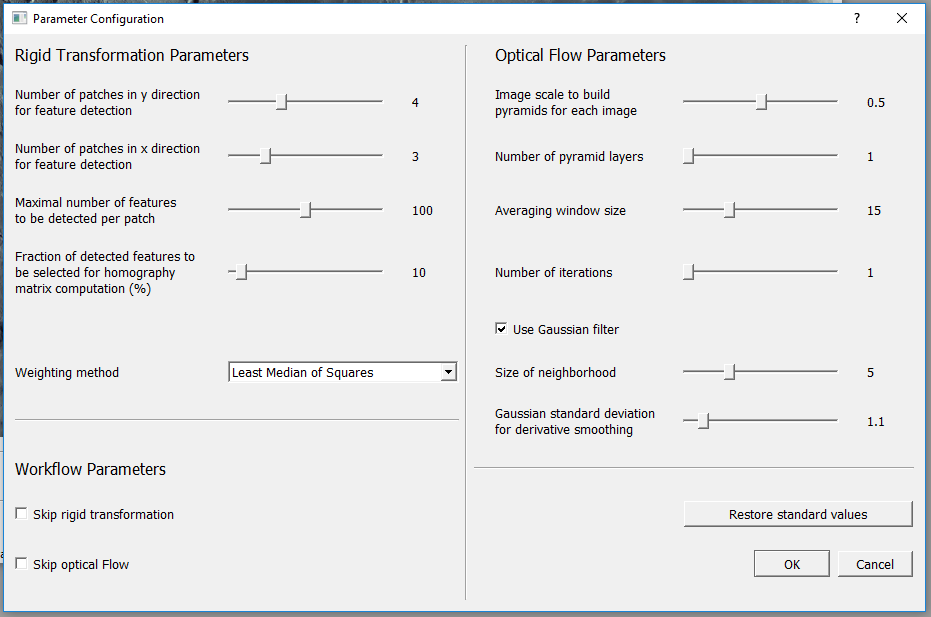 Parameter Configuration
?
Rigid Transformation Parameters
Number of patches in y direction
for feature detection
4
Number of patches in x direction
for feature detection
3
Maximal number of features
to be detected per patch
100
Fraction of detected features to
be selected for homography
matrix computation (%)
10
Weighting method
Least Median of Squares
Workflow Parameters
Skip rigid transformation
Skip optical Flow
Optical Flow Parameters
Image scale to build
pyramids for each image
0.5
Number of pyramid layers
1
Averaging window size
15
Number of iterations
1
Use Gaussian filter
Size of neighborhood
5
Gaussian standard deviation
for derivative smoothing
1.1
Restore standard values
OK
Cancel